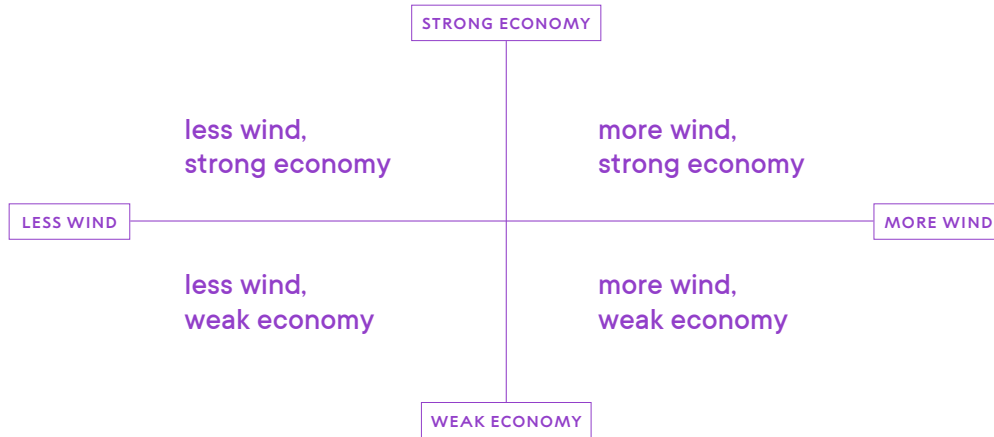 STRONG ECONOMY
less wind,
strong economy
more wind,
strong economy
LESS WIND
MORE WIND
less wind,
weak economy
more wind,
weak economy
WEAK ECONOMY